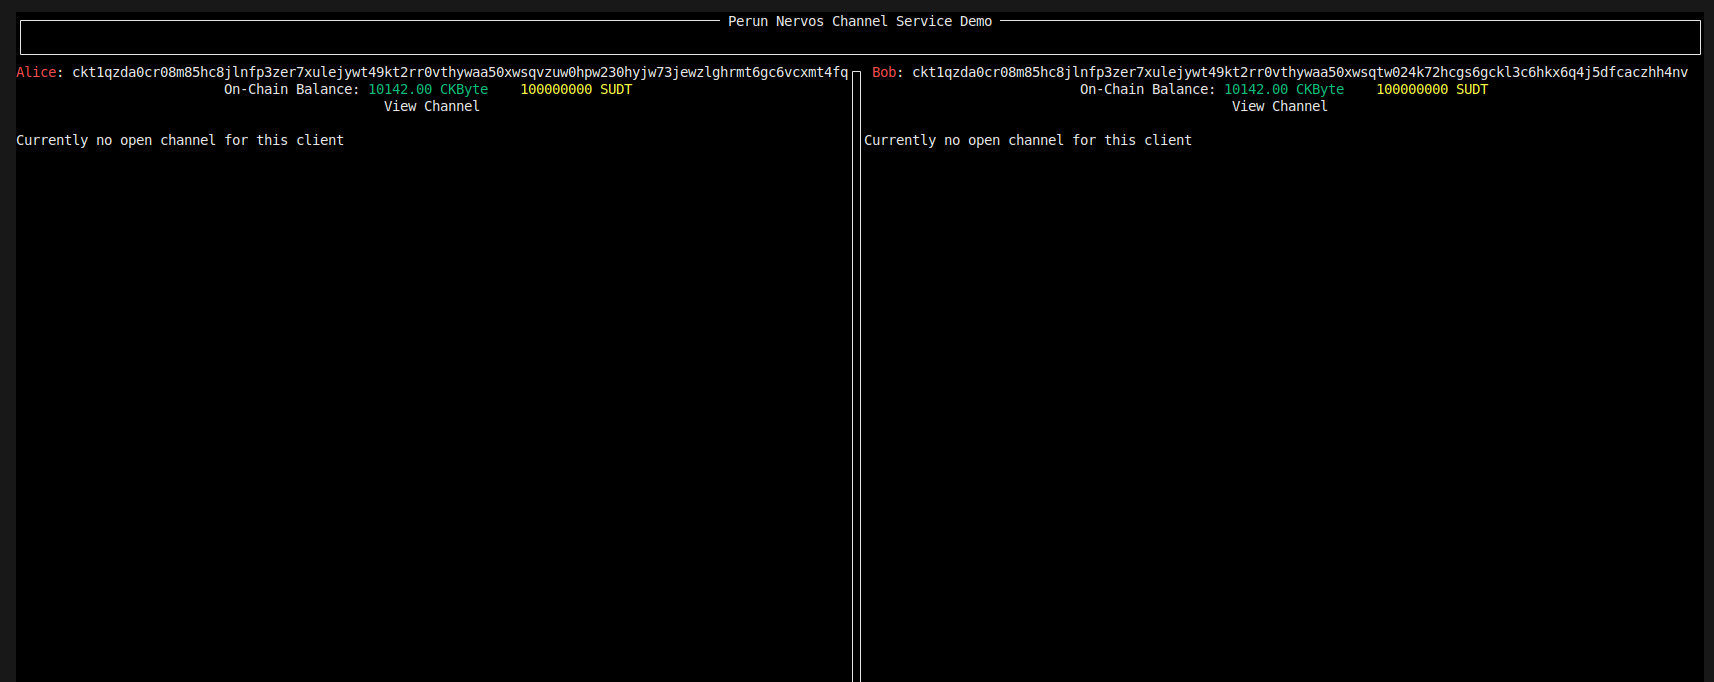 Perun Nervos Channel Service Demo
Alice: ckt1qzda0cr08m85hc8jlnfp3zer7xulejywt49kt2rr0vthywaa50xwsqvzuw0hpw230hyjw73jewzlghrmt6gc6vcxmt4fq
On-Chain Balance: 10142.00 CKByte 100000000 SUDT
View Channel
Currently no open channel for this client
Bob: ckt1qzda0cr08m85hc8jlnfp3zer7xulejywt49kt2rr0vthywaa50xwsqtw024k72hcgs6gckl3c6hkx6q4j5dfcaczhh4nv
On-Chain Balance: 10142.00 CKByte 100000000 SUDT
View Channel
Currently no open channel for this client